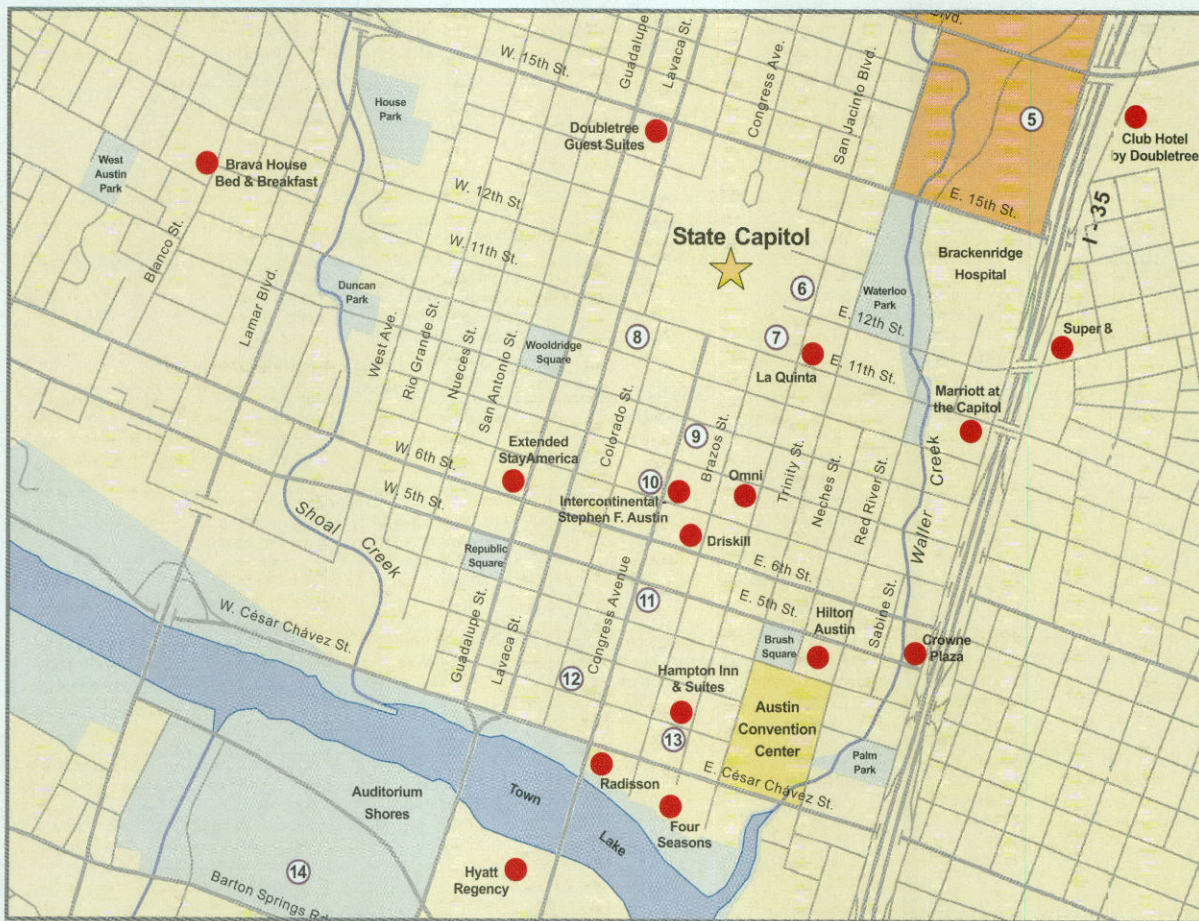 Blvd.
Guadalupe St.
Lavaca St.
W. 15th St.
Congress Ave.
San Jacinto Blvd.
House
Park
5
Doubletree
Guest Suites
Club Hotel
by Doubletree
West
Austin
Park
Brava House
Bed & Breakfast
W. 12th St.
E. 15th St.
I - 35
State Capitol
Brackenridge
Hospital
W. 11th St.
Blanco St.
Lamar Blvd.
Duncan
Park
6
Waterloo
Park
E. 12th St.
West Ave.
Rio Grande St.
Nueces St.
San Antonio St.
Wooldridge
Square
8
7
Super 8
La Quinta
E. 11th St.
Marriott at
the Capitol
Colorado St.
9
Brazos St.
Extended
StayAmerica
W. 6th St.
W. 5th St.
10
Intercontinental -
Stephen F. Austin
Omni
Trinity St.
Neches St.
Red River St.
Waller Creek
Driskill
Shoal
Creek
Republic
Square
E. 6th St.
E. 5th St.
11
Congress Avenue
Hilton
Austin
Sabine St.
W. César Chávez St.
Guadalupe St.
Lavaca St.
Brush
Square
Crowne
Plaza
12
Hampton Inn
& Suites
13
Austin
Convention
Center
Palm
Park
E. César Chávez St.
Radisson
Auditorium
Shores
Town
Lake
Four
Seasons
14
Hyatt
Regency
Barton Springs Rd.